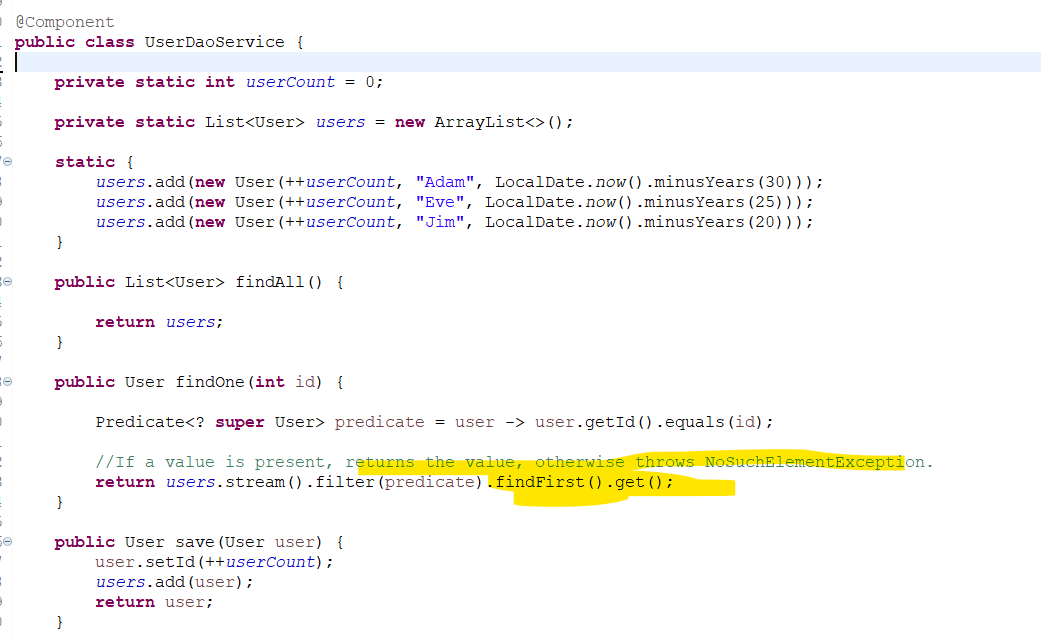 @Component
public class UserDaoService {
private static int userCount = 0;
private static List<User> users = new ArrayList<>();
static {
users.add(new User(++userCount, "Adam", LocalDate.now().minusYears(30)));
users.add(new User(++userCount, "Eve", LocalDate.now().minusYears(25)));
users.add(new User(++userCount, "Jim", LocalDate.now().minusYears(20)));
}
public List<User> findAll() {
return users;
}
public User findOne(int id) {
Predicate<? super User> predicate = user -> user.getId().equals(id);
//If a value is present, returns the value, otherwise throws NoSuchElementException.
return users.stream().filter(predicate).findFirst().get();
}
public User save(User user) {
user.setId(++userCount);
users.add(user);
return user;
}